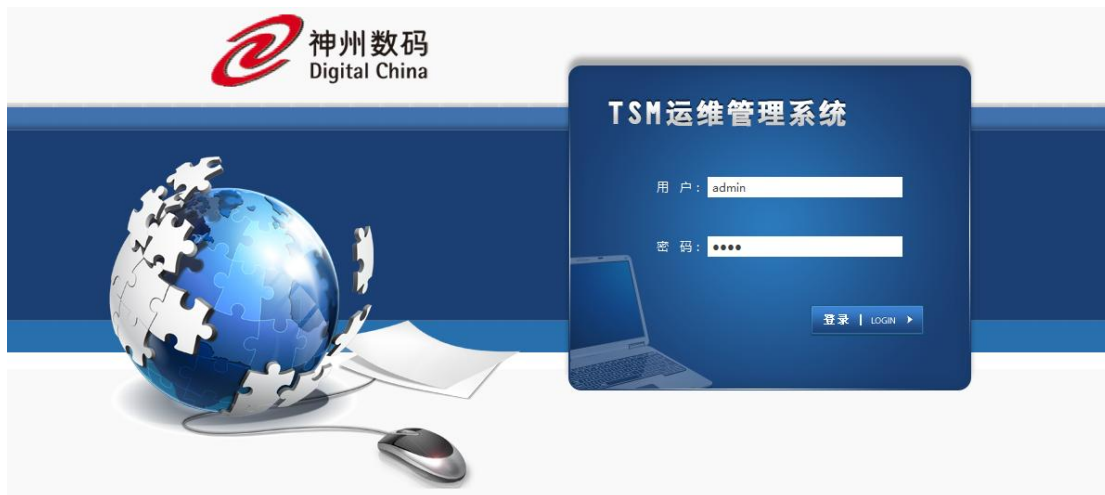 神州数码
Digital China
TSM运维管理系统
用 户： admin
密 码： ••••
登录 | LOGIN